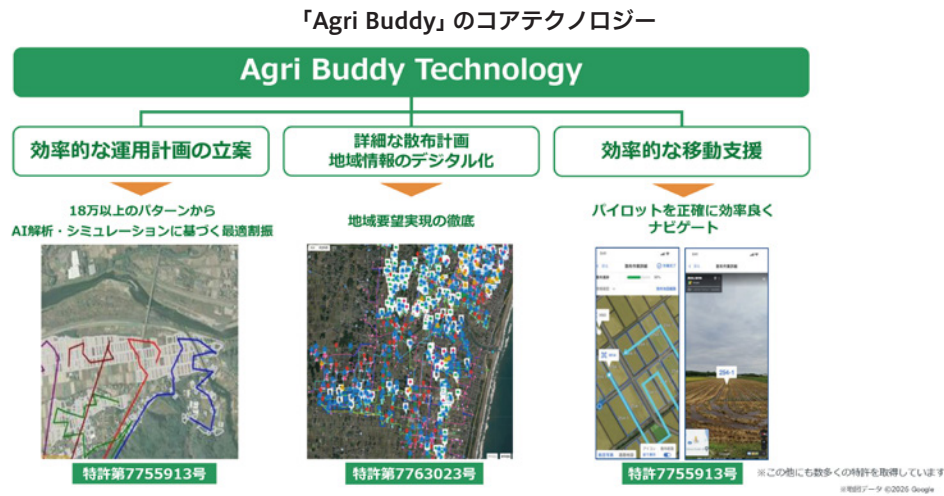 「Agri Buddy」のコアテクノロジー
Agri Buddy Technology
効率的な運用計画の立案
詳細な散布計画
地域情報のデジタル化
効率的な移動支援
18万以上のパターンから
AI解析・シミュレーションに基づく最適割振
地域要望実現の徹底
パイロットを正確に効率良く
ナビゲート
294-1
特許第7755913号
特許第7763023号
特許7755913号
※この他にも数多くの特許を取得しています
※地図データ ©2025 Google